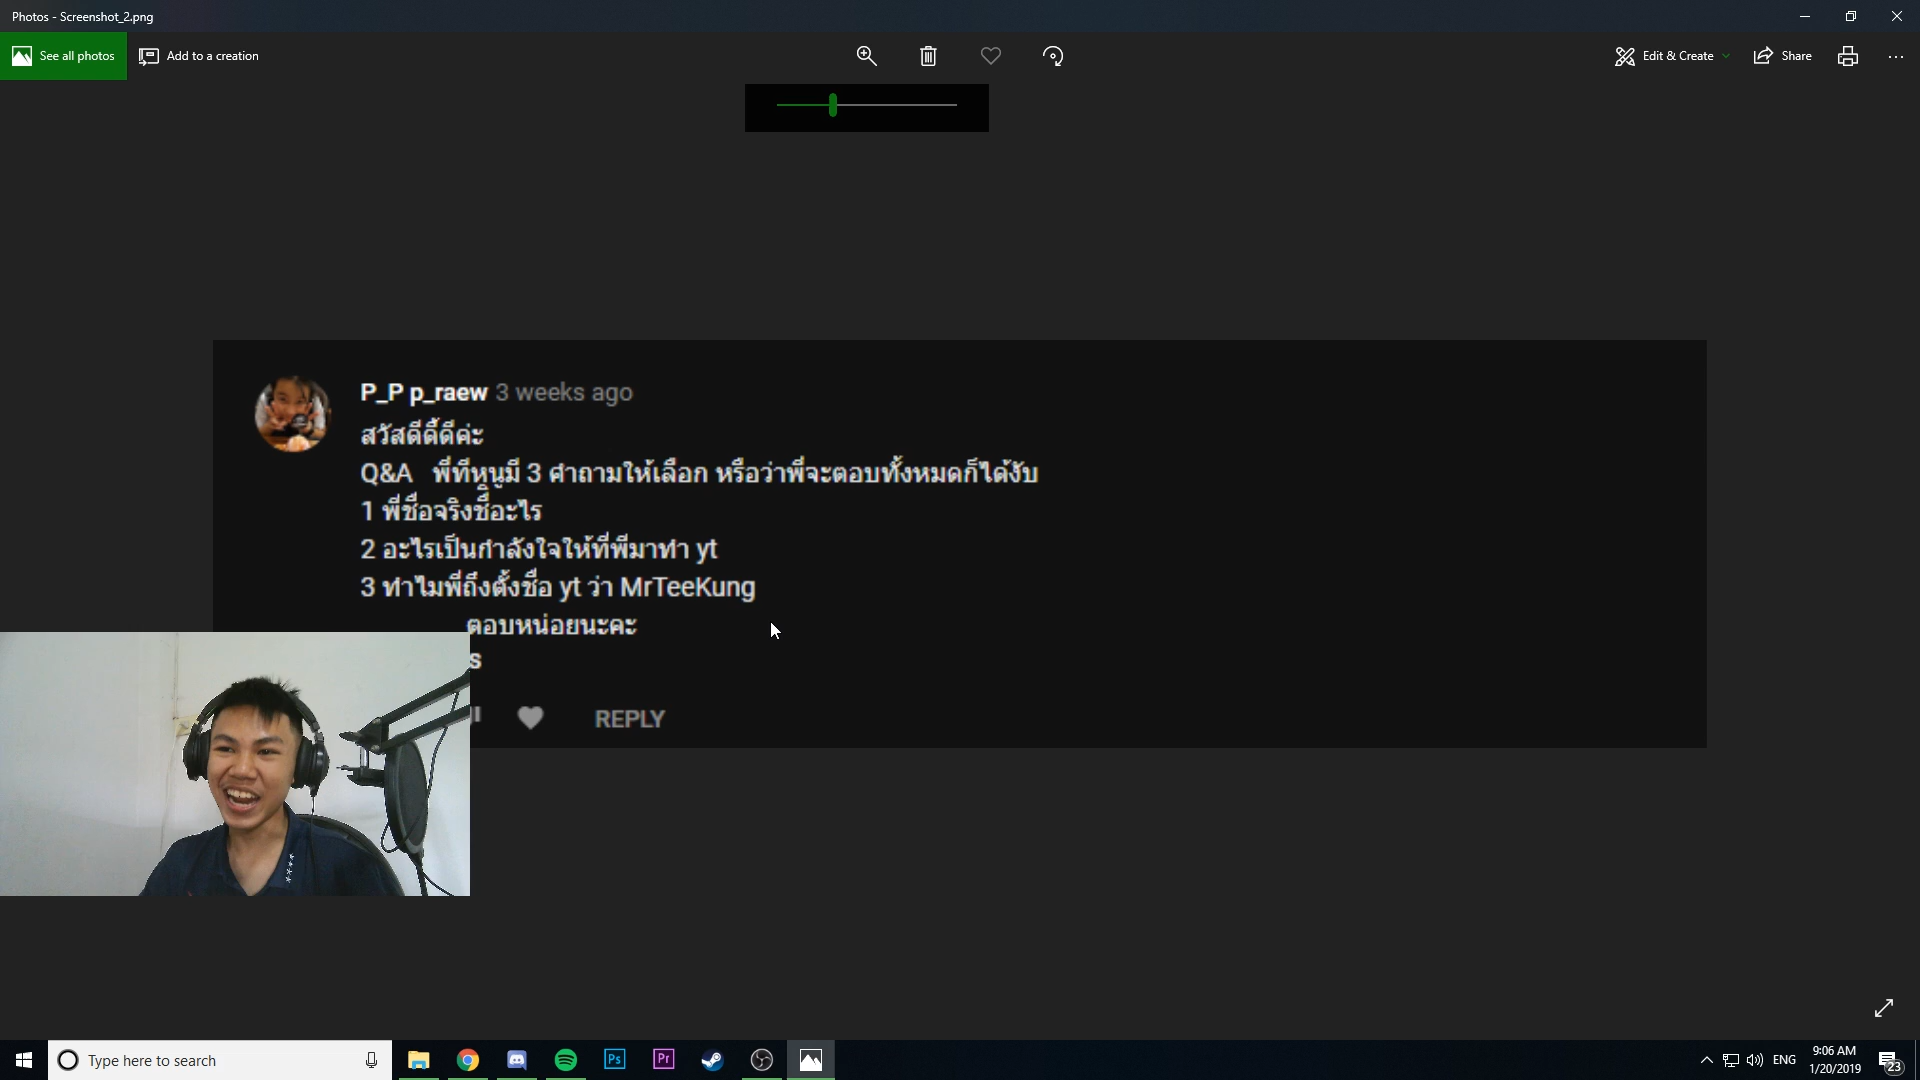 Photos - Screenshot_2.png
See all photos
Add to a creation
Edit & Create
Share
P_P p_raew 3 weeks ago
สวัสดีดี้ดีค่ะ
Q&A พี่ทีหนูมี 3 คำถามให้เลือก หรือว่าพี่จะตอบทั้งหมดก็ได้งับ
1 พี่ชื่อจริงชื่ออะไร
2 อะไรเป็นกำลังใจให้ที่พี่มาทำ yt
3 ทำไมพี่ถึงตั้งชื่อ yt ว่า MrTeeKung
ตอบหน่อยนะคะ
s
REPLY
Type here to search
Ps
Pr
ENG
9:06 AM
1/20/2019
23